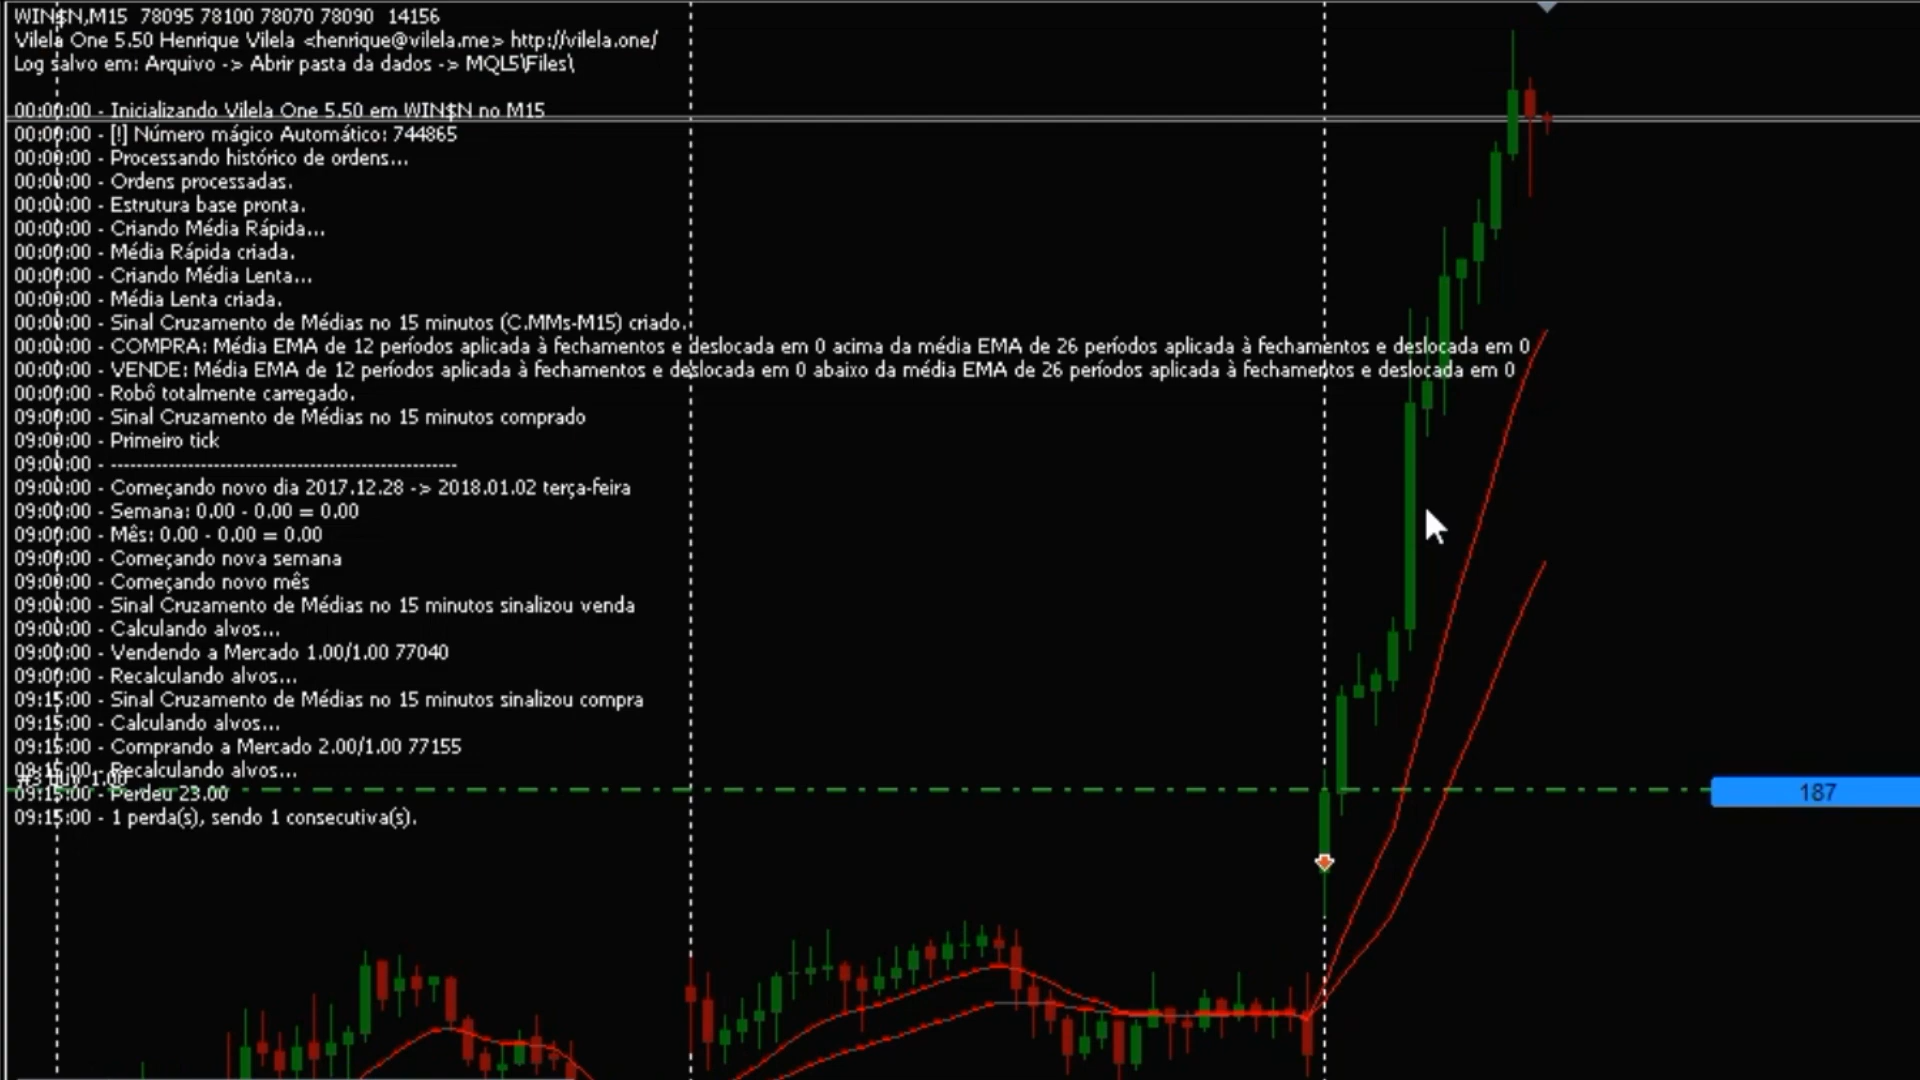 WIN$N,M15  78095 78100 78070 78090  14156
Vilela One 5.50 Henrique Vilela <henrique@vilela.me> http://vilela.one/
Log salvo em: Arquivo -> Abrir pasta da dados -> MQL5\Files\
00:00:00 - Inicializando Vilela One 5.50 em WIN$N no M15
00:00:00 - [!] Número mágico Automático: 744865
00:00:00 - Processando histórico de ordens...
00:00:00 - Ordens processadas.
00:00:00 - Estrutura base pronta.
00:00:00 - Criando Média Rápida...
00:00:00 - Média Rápida criada.
00:00:00 - Criando Média Lenta...
00:00:00 - Média Lenta criada.
00:00:00 - Sinal Cruzamento de Médias no 15 minutos (C.MMs-M15) criado.
00:00:00 - COMPRA: Média EMA de 12 períodos aplicada à fechamentos e deslocada em 0 acima da média EMA de 26 períodos aplicada à fechamentos e deslocada em 0
00:00:00 - VENDE: Média EMA de 12 períodos aplicada à fechamentos e deslocada em 0 abaixo da média EMA de 26 períodos aplicada à fechamentos e deslocada em 0
00:00:00 - Robô totalmente carregado.
09:00:00 - Sinal Cruzamento de Médias no 15 minutos comprado
09:00:00 - Primeiro tick
09:00:00 - ------------------------------------------------------
09:00:00 - Começando novo dia 2017.12.28 -> 2018.01.02 terça-feira
09:00:00 - Semana: 0.00 - 0.00 = 0.00
09:00:00 - Mês: 0.00 - 0.00 = 0.00
09:00:00 - Começando nova semana
09:00:00 - Começando novo mês
09:00:00 - Sinal Cruzamento de Médias no 15 minutos sinalizou venda
09:00:00 - Calculando alvos...
09:00:00 - Vendendo a Mercado 1.00/1.00 77040
09:00:00 - Recalculando alvos...
09:15:00 - Sinal Cruzamento de Médias no 15 minutos sinalizou compra
09:15:00 - Calculando alvos...
09:15:00 - Comprando a Mercado 2.00/1.00 77155
09:15:00 - Recalculando alvos...
#3 buy 1.00
09:15:00 - Perdeu 23.00
187
09:15:00 - 1 perda(s), sendo 1 consecutiva(s).